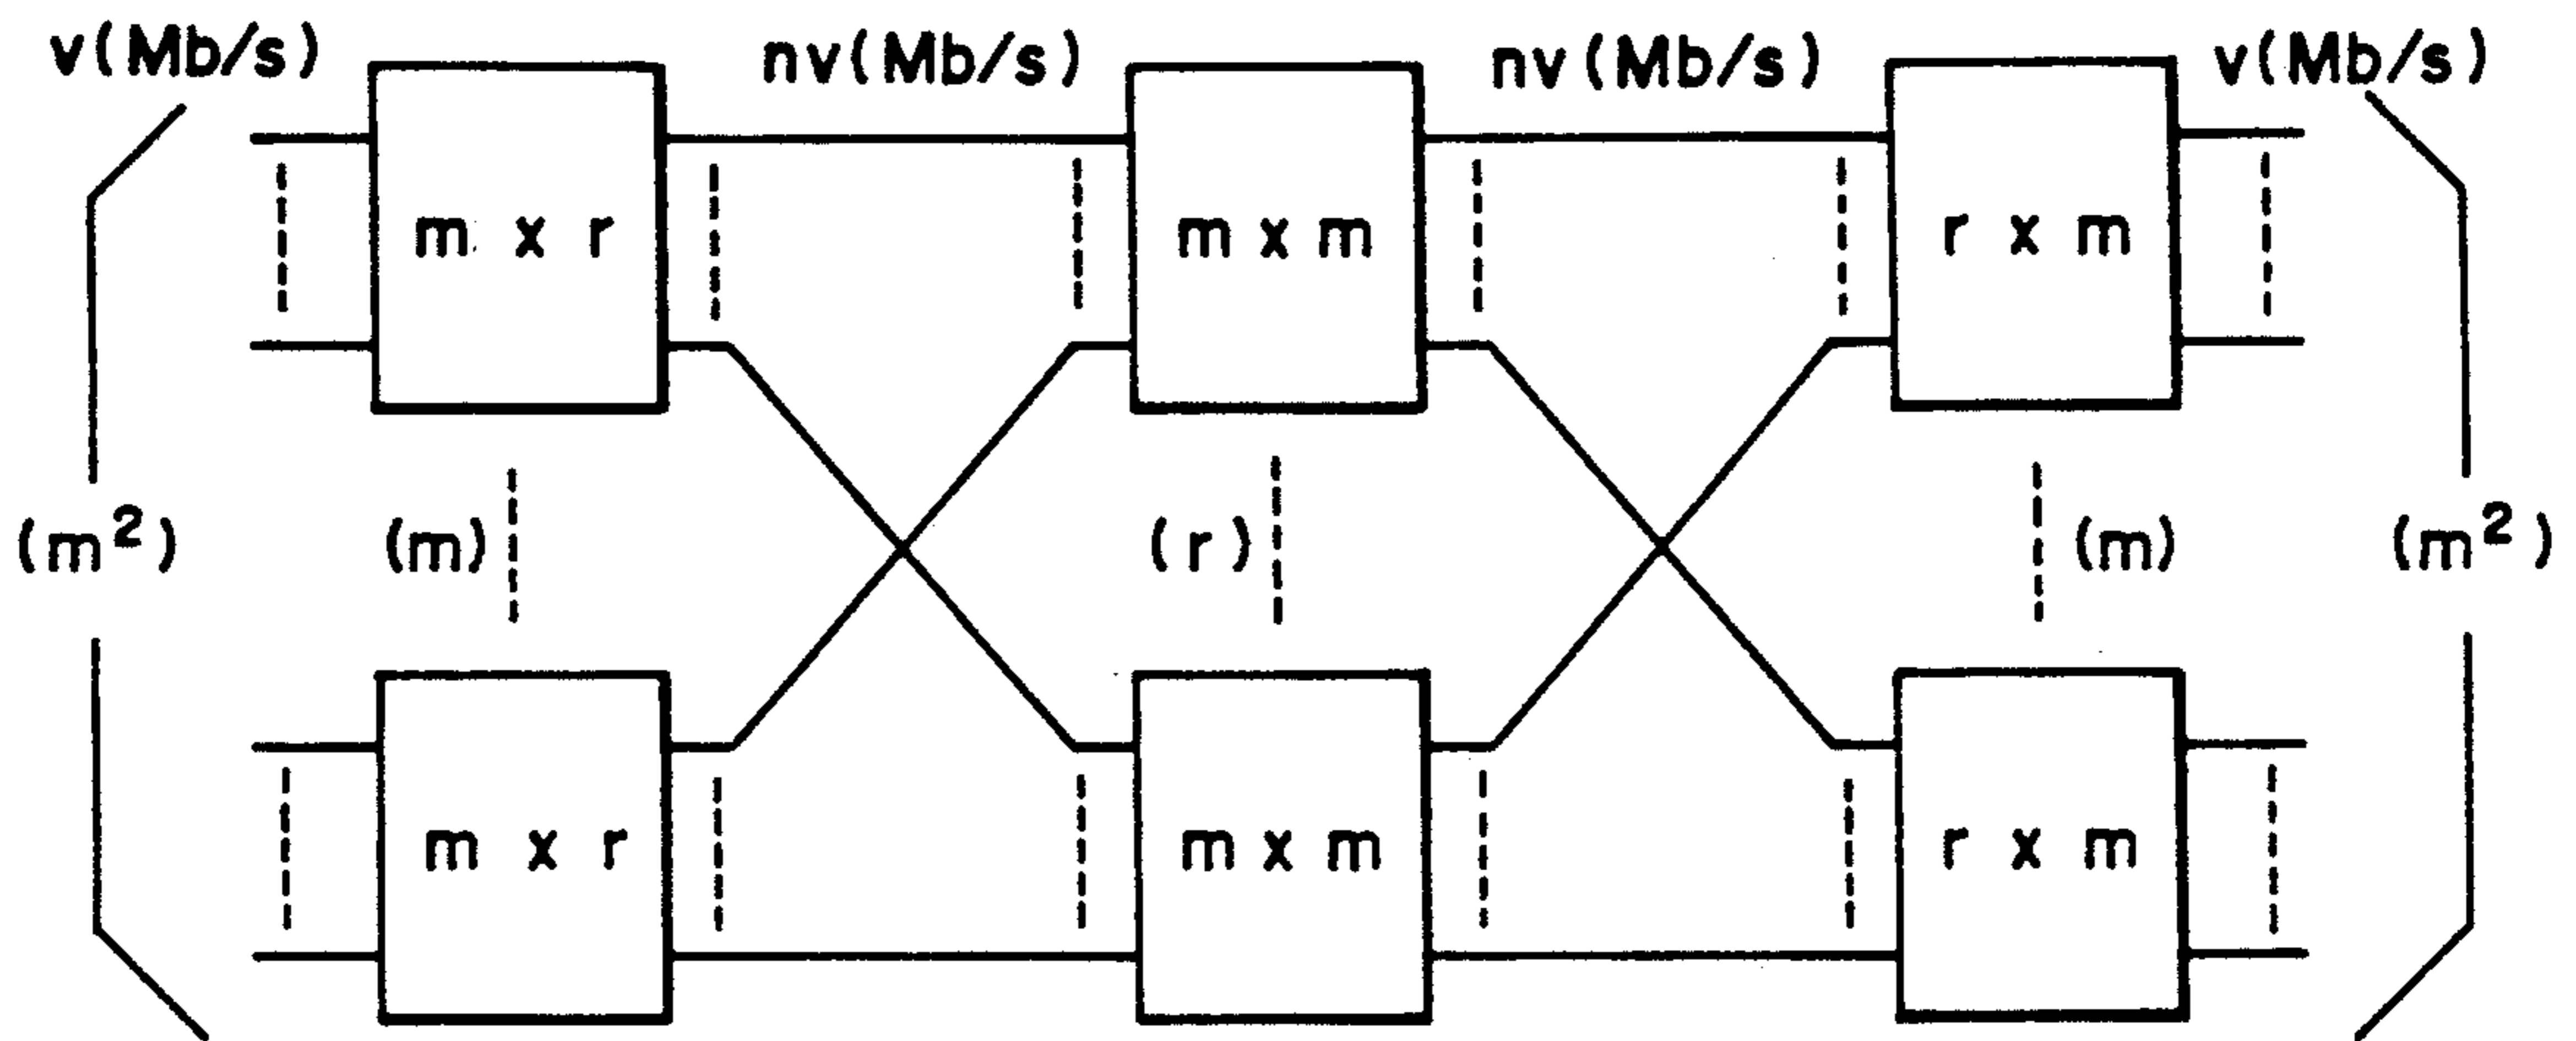 v(Mb/s) nv(Mb/s) nv(Mb/s) v(Mb/s)
m x r m x m r x m
(m²) (m) (r) (m) (m²)
m x r m x m r x m